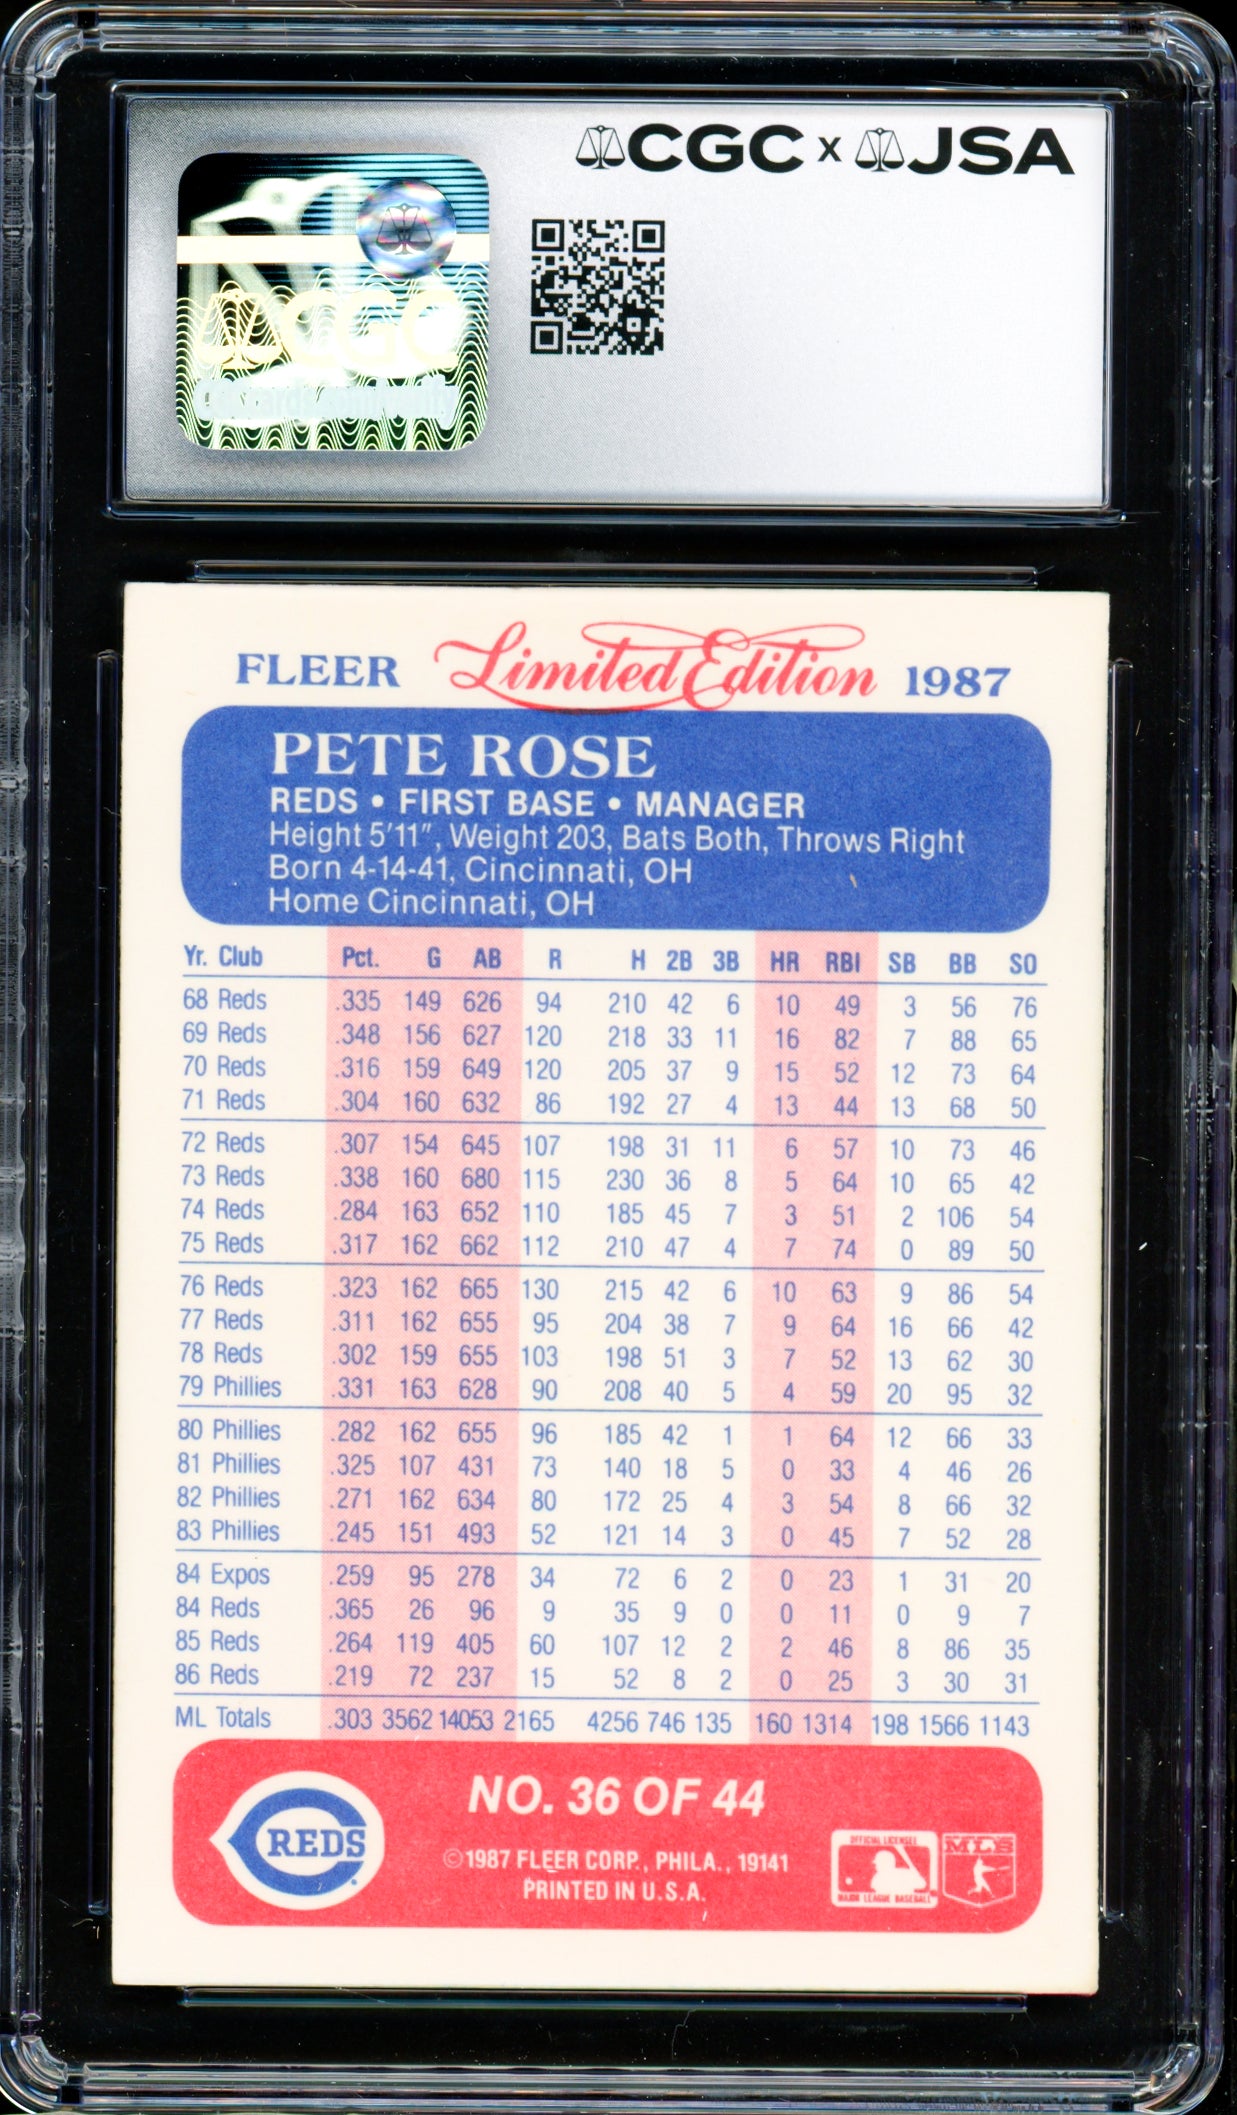 CGC x JSA
CGC
FLEER Limited Edition 1987
PETE ROSE
REDS • FIRST BASE • MANAGER
Height 5'11", Weight 203, Bats Both, Throws Right
Born 4-14-41, Cincinnati, OH
Home Cincinnati, OH
Yr. Club Pct. G AB R H 2B 3B HR RBI SB BB SO
68 Reds .335 149 626 94 210 42 6 10 49 3 56 76
69 Reds .348 156 627 120 218 33 11 16 82 7 88 65
70 Reds .316 159 649 120 205 37 9 15 52 12 73 64
71 Reds .304 160 632 86 192 27 4 13 44 13 68 50
72 Reds .307 154 645 107 198 31 11 6 57 10 73 46
73 Reds .338 160 680 115 230 36 8 5 64 10 65 42
74 Reds .284 163 652 110 185 45 7 3 51 2 106 54
75 Reds .317 162 662 112 210 47 4 7 74 0 89 50
76 Reds .323 162 665 130 215 42 6 10 63 9 86 54
77 Reds .311 162 655 95 204 38 7 9 64 16 66 42
78 Reds .302 159 655 103 198 51 3 7 52 13 62 30
79 Phillies .331 163 628 90 208 40 5 4 59 20 95 32
80 Phillies .282 162 655 96 185 42 1 1 64 12 66 33
81 Phillies .325 107 431 73 140 18 5 0 33 4 46 26
82 Phillies .271 162 634 80 172 25 4 3 54 8 66 32
83 Phillies .245 151 493 52 121 14 3 0 45 7 52 28
84 Expos .259 95 278 34 72 6 2 0 23 1 31 20
84 Reds .365 26 96 9 35 9 0 0 11 0 9 7
85 Reds .264 119 405 60 107 12 2 2 46 8 86 35
86 Reds .219 72 237 15 52 8 2 0 25 3 30 31
ML Totals .303 3562 14053 2165 4256 746 135 160 1314 198 1566 1143
NO. 36 OF 44
REDS
©1987 FLEER CORP., PHILA., 19141
PRINTED IN U.S.A.
OFFICIAL LICENSEE
MAJOR LEAGUE BASEBALL